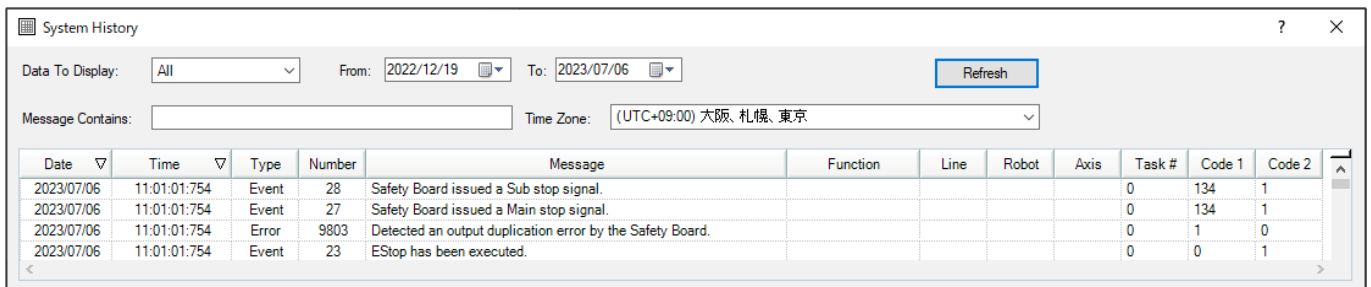 System History ? ×
Data To Display: All From: 2022/12/19 To: 2023/07/06 Refresh
Message Contains: Time Zone: (UTC+09:00) 大阪、札幌、東京
Date Time Type Number Message Function Line Robot Axis Task # Code 1 Code 2
2023/07/06 11:01:01:754 Event 28 Safety Board issued a Sub stop signal. 0 134 1
2023/07/06 11:01:01:754 Event 27 Safety Board issued a Main stop signal. 0 134 1
2023/07/06 11:01:01:754 Error 9803 Detected an output duplication error by the Safety Board. 0 1 0
2023/07/06 11:01:01:754 Event 23 EStop has been executed. 0 0 1